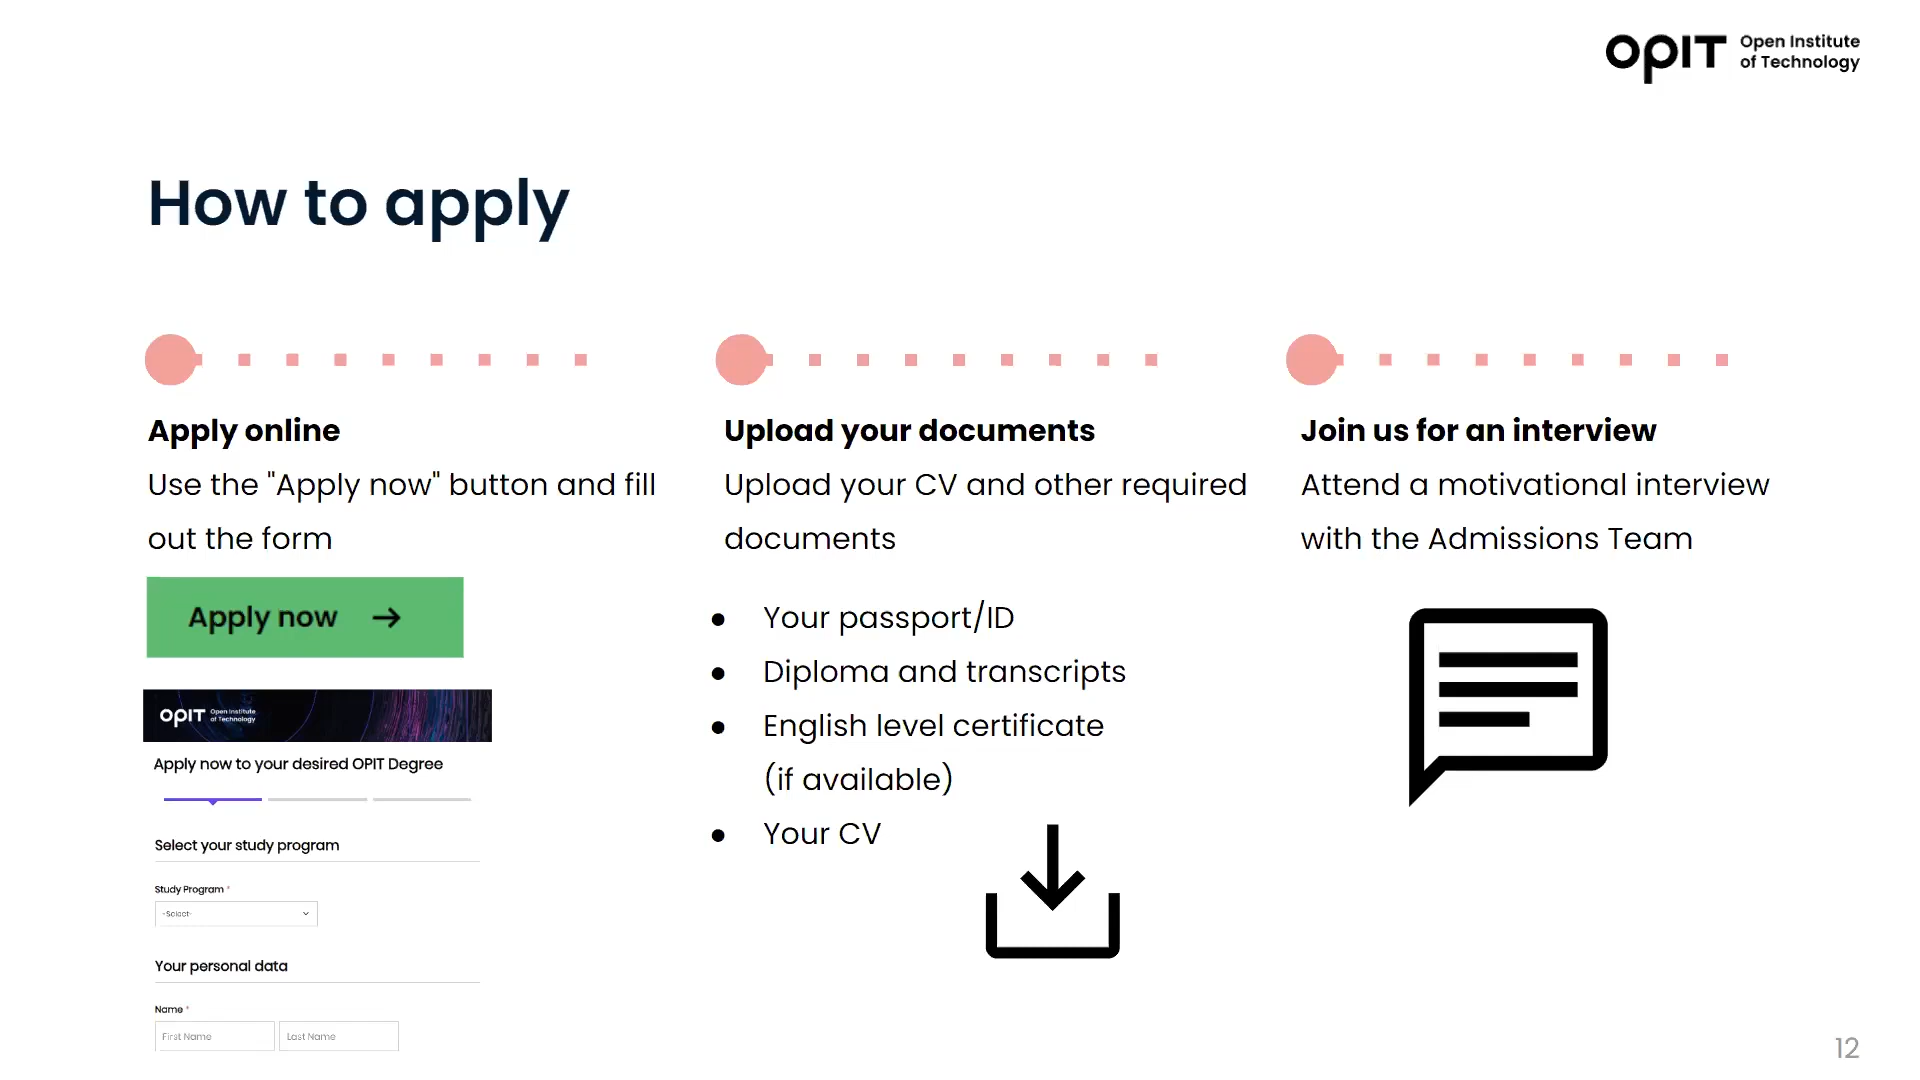 opIT Open Institute
of Technology
How to apply
Apply online
Use the "Apply now" button and fill
out the form
Apply now →
opIT Open Institute
of Technology
Apply now to your desired OPIT Degree
Select your study program
Study Program *
-Select-
Your personal data
Name *
First Name Last Name
Upload your documents
Upload your CV and other required
documents
● Your passport/ID
● Diploma and transcripts
● English level certificate
(if available)
● Your CV
Join us for an interview
Attend a motivational interview
with the Admissions Team
12